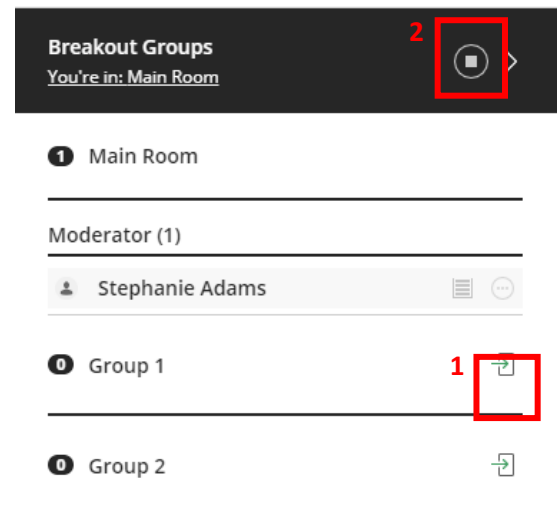 Breakout Groups
2
You're in: Main Room
1 Main Room
Moderator (1)
Stephanie Adams
0 Group 1
1
0 Group 2